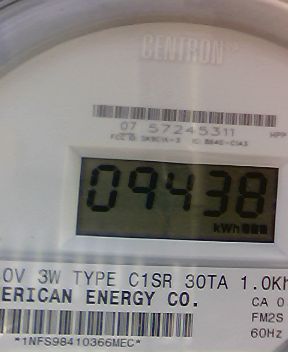 CENTRON
07 57245311
09438
kWh
0V 3W TYPE C1SR 30TA 1.0Kh
ERICAN ENERGY CO.
CA 0
FM2S
60Hz
*1NFS98410366MEC*